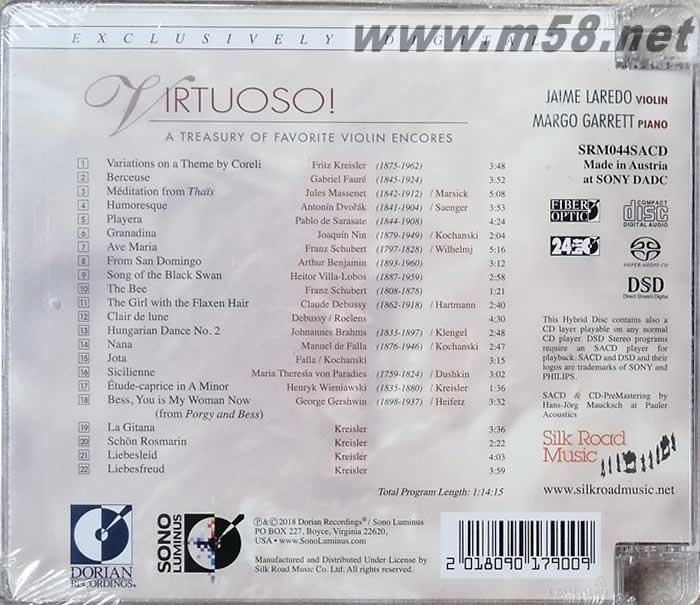 www.m58.net
EXCLUSIVELY DIGITAL
VIRTUOSO!
A TREASURY OF FAVORITE VIOLIN ENCORES
JAIME LAREDO VIOLIN
MARGO GARRETT PIANO
SRM044SACD
Made in Austria
at SONY DADC
1 Variations on a Theme by Coreli Fritz Kreisler (1875-1962) 3:48
2 Berceuse Gabriel Fauré (1845-1924) 3:52
3 Méditation from Thaïs Jules Massenet (1842-1912) / Marsick 5:08
4 Humoresque Antonín Dvořák (1841-1904) / Saenger 3:53
5 Playera Pablo de Sarasate (1844-1908) 4:24
6 Granadina Joaquín Nin (1879-1949) / Kochanski 2:04
7 Ave Maria Franz Schubert (1797-1828) / Wilhelmj 5:16
8 From San Domingo Arthur Benjamin (1893-1960) 3:12
9 Song of the Black Swan Heitor Villa-Lobos (1887-1959) 2:58
10 The Bee Franz Schubert (1808-1878) 1:21
11 The Girl with the Flaxen Hair Claude Debussy (1862-1918) / Hartmann 2:40
12 Clair de lune Debussy / Roelens 4:30
13 Hungarian Dance No. 2 Johnannes Brahms (1833-1897) / Klengel 2:48
14 Nana Manuel de Falla (1876-1946) / Kochanski 2:47
15 Jota Falla / Kochanski 3:15
16 Sicilienne Maria Theresia von Paradies (1759-1824) / Dushkin 3:02
17 Étude-caprice in A Minor Henryk Wieniawski (1835-1880) / Kreisler 1:36
18 Bess, You is My Woman Now George Gershwin (1898-1937) / Heifetz 3:32
(from Porgy and Bess)
19 La Gitana Kreisler 3:36
20 Schön Rosmarin Kreisler 2:22
21 Liebesleid Kreisler 4:03
22 Liebesfreud Kreisler 3:59
Total Program Length: 1:14:15
FIBER OPTIC
COMPACT disc DIGITAL AUDIO
24
SUPER AUDIO CD
DSD
Direct Stream Digital
This Hybrid Disc contains also a
CD layer playable on any normal
CD player. DSD Stereo programs
require an SACD player for
playback. SACD and DSD and their
logos are trademarks of SONY and
PHILIPS.
SACD & CD-PreMastering by
Hans-Jörg Maucksch at Pauler
Acoustics
Silk Road
Music
www.silkroadmusic.net
DORIAN
RECORDINGS®
SONO
LUMINUS
℗&© 2018 Dorian Recordings® / Sono Luminus
PO BOX 227, Boyce, Virginia 22620,
USA • www.SonoLuminus.com
Manufactured and Distributed Under License by
Silk Road Music Co. Ltd. All rights reserved.
2 018090 179009